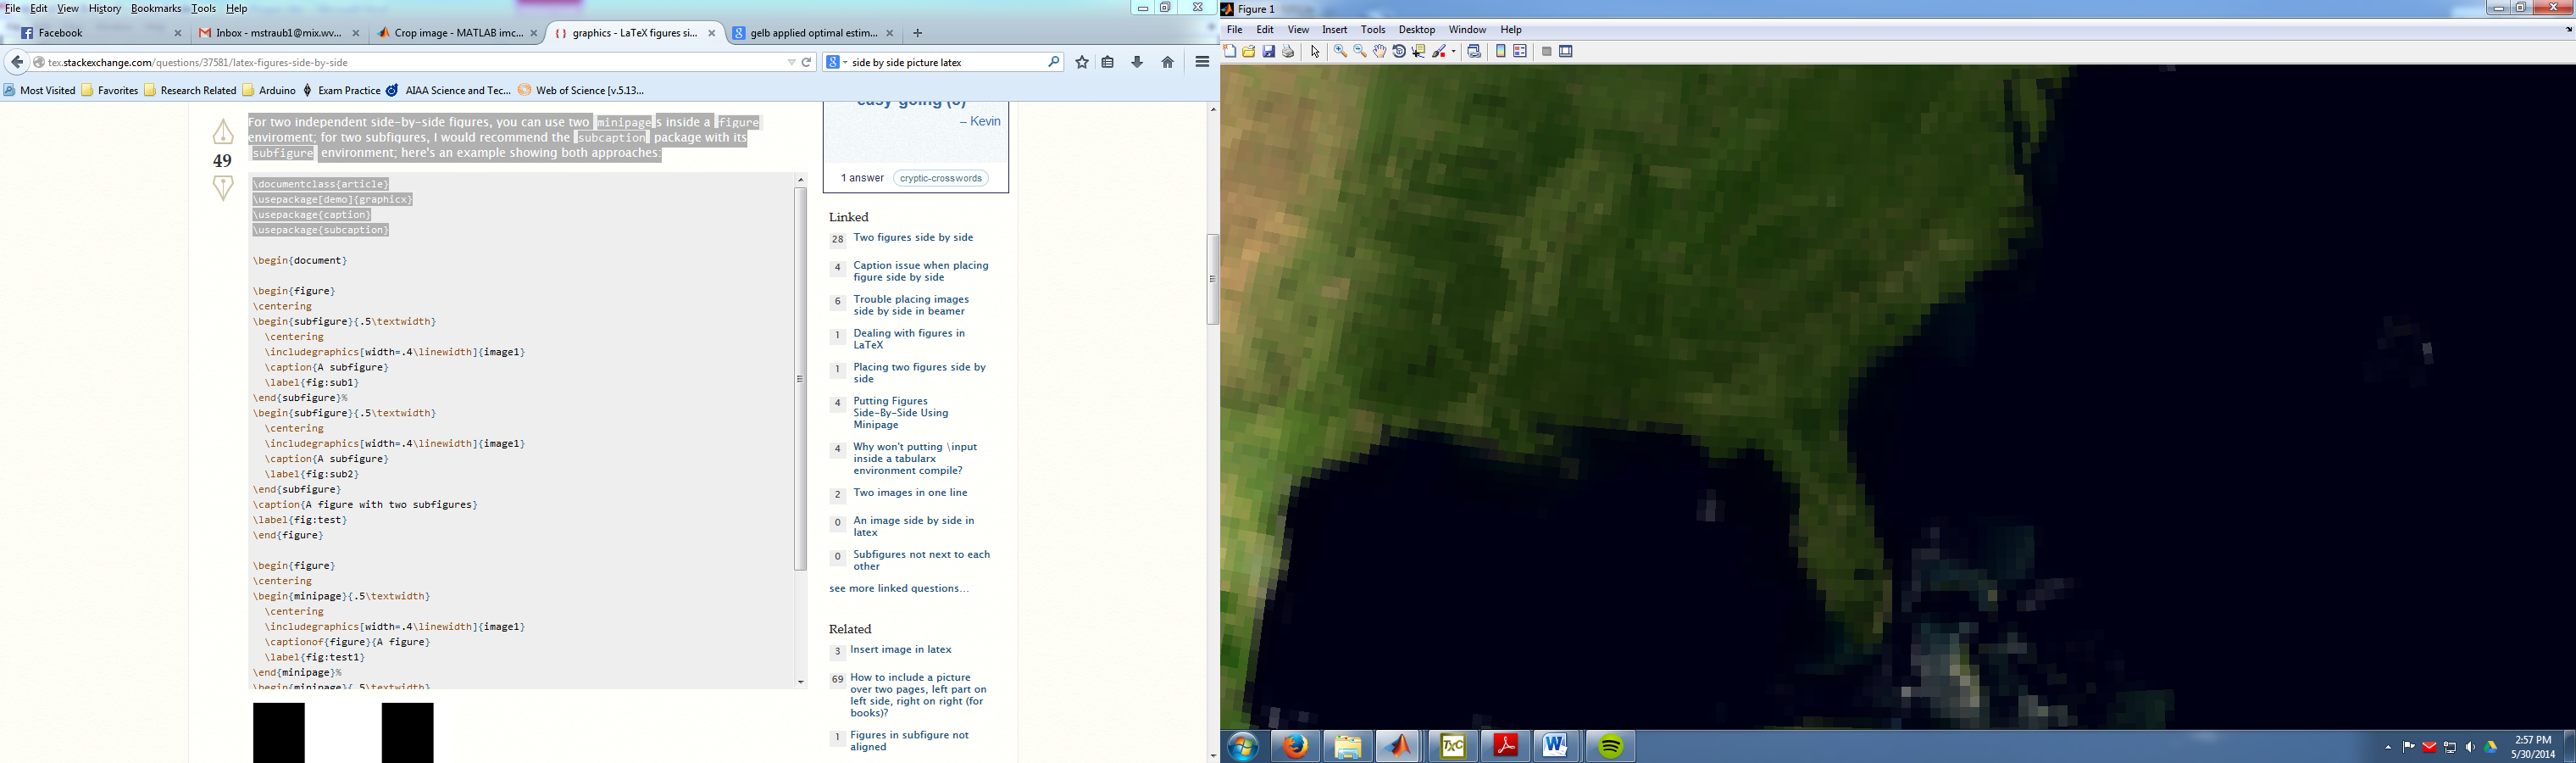 File Edit View History Bookmarks Tools Help
Facebook
Inbox - mstraub1@mix.wv...
Crop image - MATLAB imc...
{ } graphics - LaTeX figures si...
gelb applied optimal estim...
tex.stackexchange.com/questions/37581/latex-figures-side-by-side
side by side picture latex
Most Visited Favorites Research Related Arduino Exam Practice AIAA Science and Tec... Web of Science [v.5.13...
For two independent side-by-side figures, you can use two minipage s inside a figure
enviroment; for two subfigures, I would recommend the subcaption package with its
subfigure environment; here's an example showing both approaches:
49
\documentclass{article}
\usepackage[demo]{graphicx}
\usepackage{caption}
\usepackage{subcaption}
\begin{document}
\begin{figure}
\centering
\begin{subfigure}{.5\textwidth}
\centering
\includegraphics[width=.4\linewidth]{image1}
\caption{A subfigure}
\label{fig:sub1}
\end{subfigure}%
\begin{subfigure}{.5\textwidth}
\centering
\includegraphics[width=.4\linewidth]{image1}
\caption{A subfigure}
\label{fig:sub2}
\end{subfigure}
\caption{A figure with two subfigures}
\label{fig:test}
\end{figure}
\begin{figure}
\centering
\begin{minipage}{.5\textwidth}
\centering
\includegraphics[width=.4\linewidth]{image1}
\captionof{figure}{A figure}
\label{fig:test1}
\end{minipage}%
\begin{minipage}{.5\textwidth}
– Kevin
1 answer cryptic-crosswords
Linked
28 Two figures side by side
4 Caption issue when placing
figure side by side
6 Trouble placing images
side by side in beamer
1 Dealing with figures in
LaTeX
1 Placing two figures side by
side
4 Putting Figures
Side-By-Side Using
Minipage
4 Why won't putting \input
inside a tabularx
environment compile?
2 Two images in one line
0 An image side by side in
latex
0 Subfigures not next to each
other
see more linked questions...
Related
3 Insert image in latex
69 How to include a picture
over two pages, left part on
left side, right on right (for
books)?
1 Figures in subfigure not
aligned
Figure 1
File Edit View Insert Tools Desktop Window Help
TXC
2:57 PM
5/30/2014